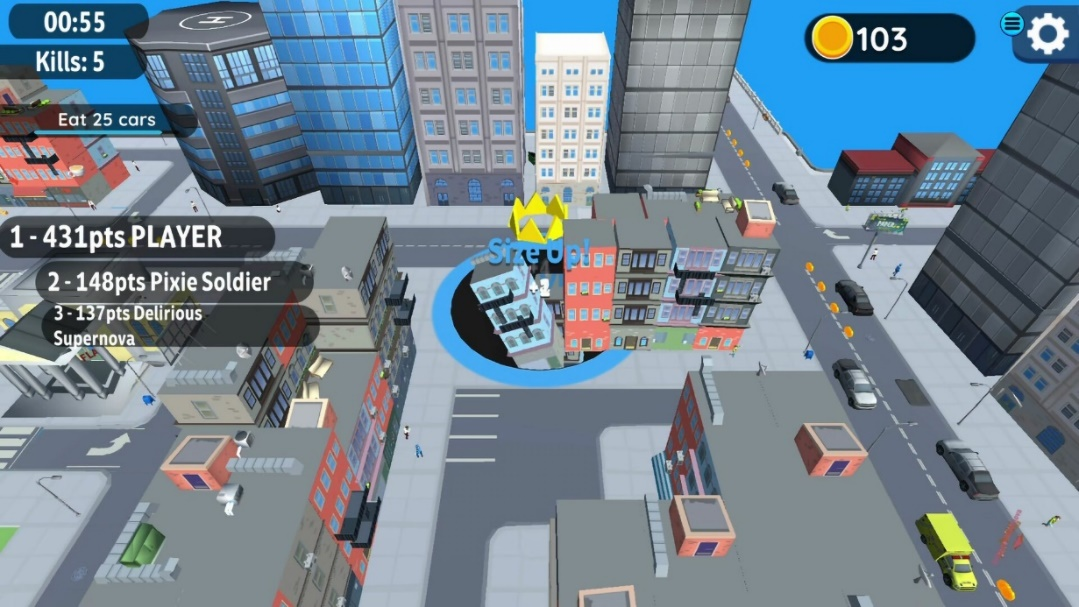 00:55
Kills: 5
Eat 25 cars
103
1 - 431pts PLAYER
2 - 148pts Pixie Soldier
3 - 137pts Delirious
Supernova
Size Up!
H